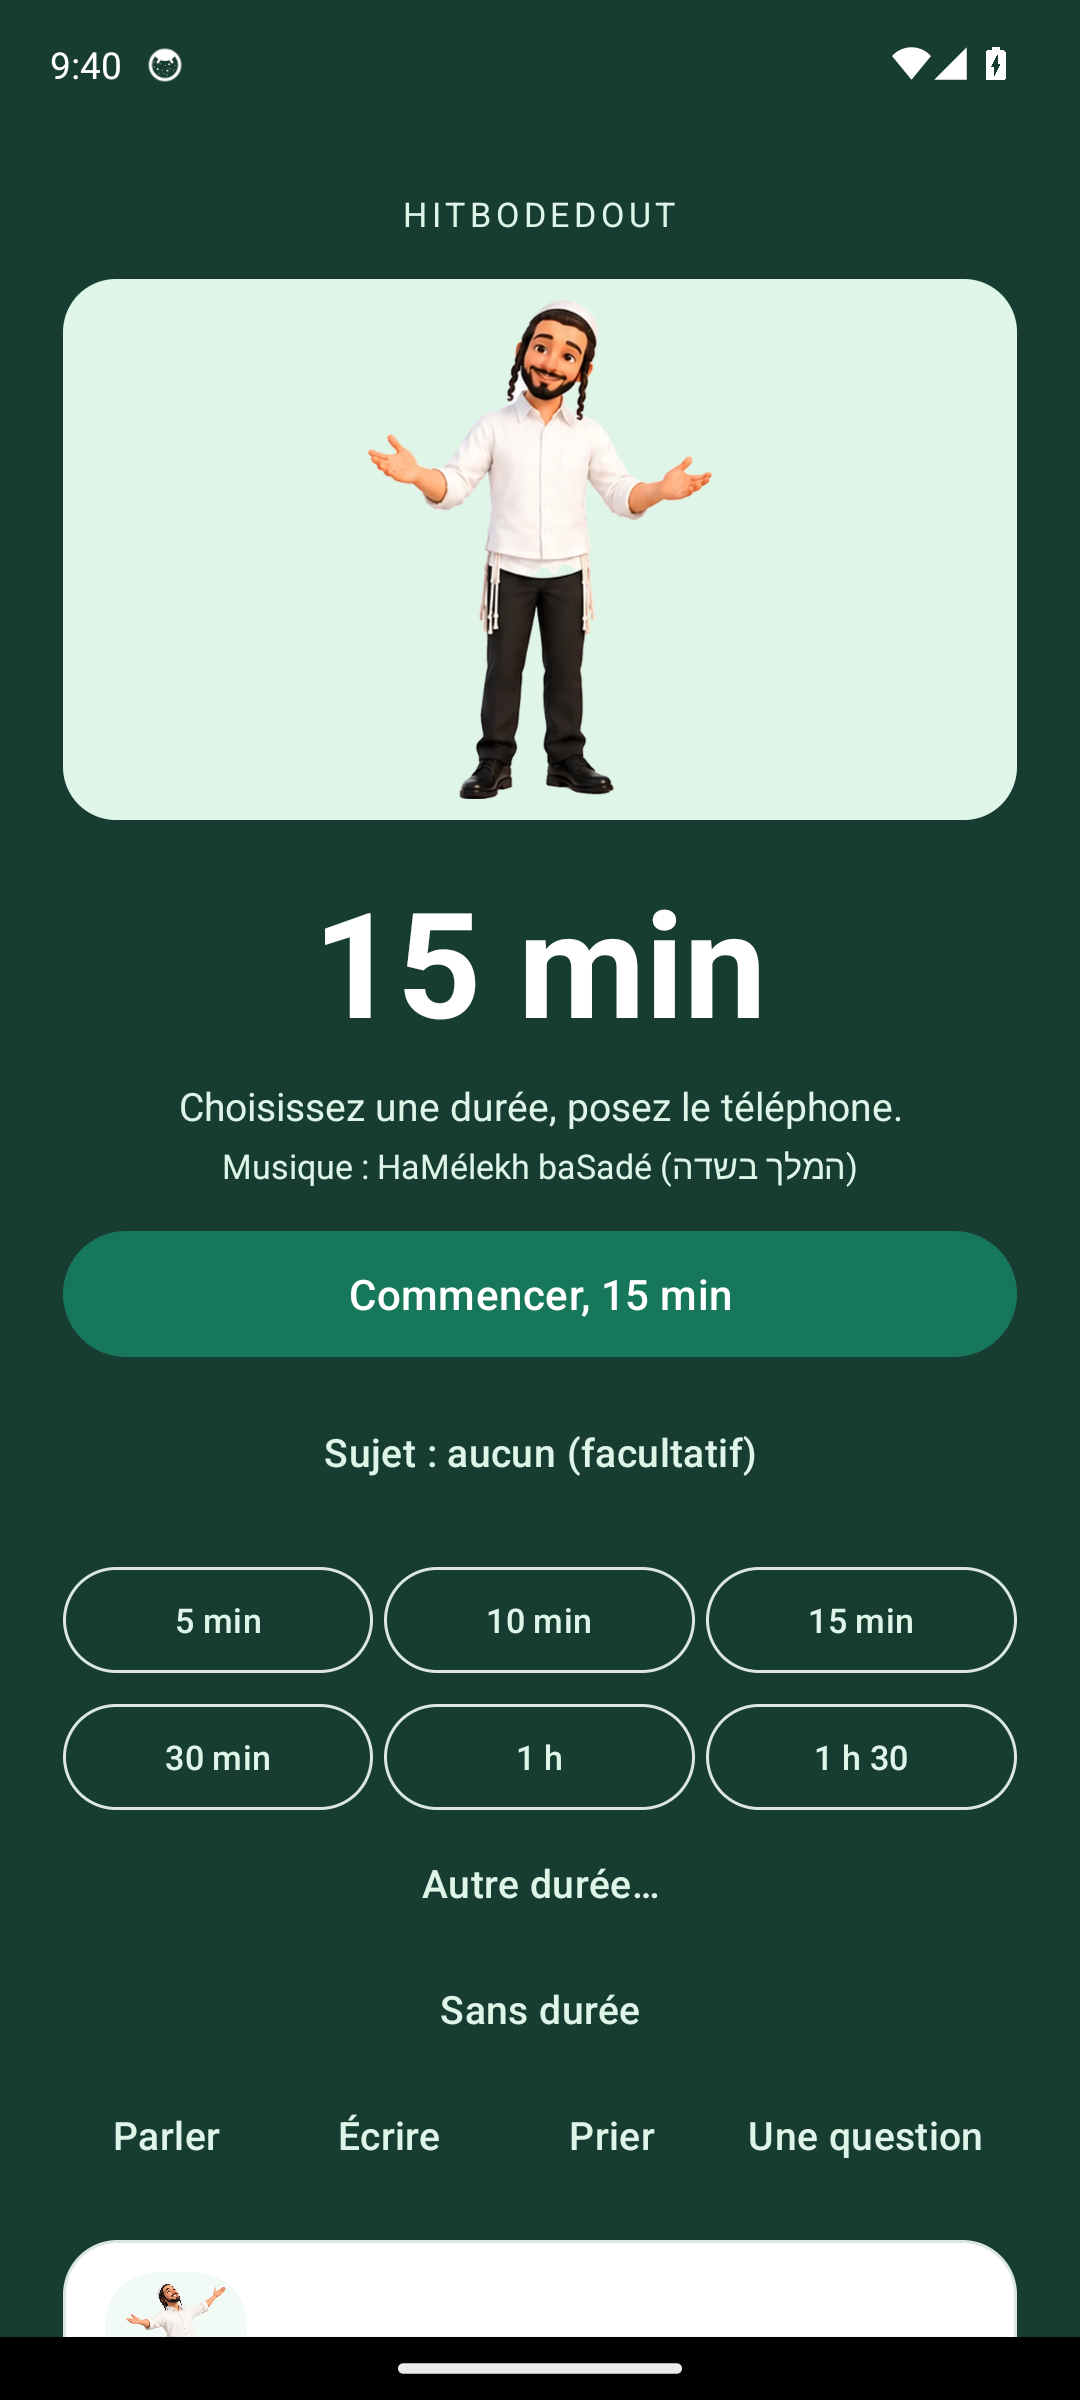 9:40
HITBODEDOUT
15 min
Choisissez une durée, posez le téléphone.
Musique : HaMélekh baSadé (המלך בשדה)
Commencer, 15 min
Sujet : aucun (facultatif)
5 min 10 min 15 min
30 min 1 h 1 h 30
Autre durée…
Sans durée
Parler Écrire Prier Une question